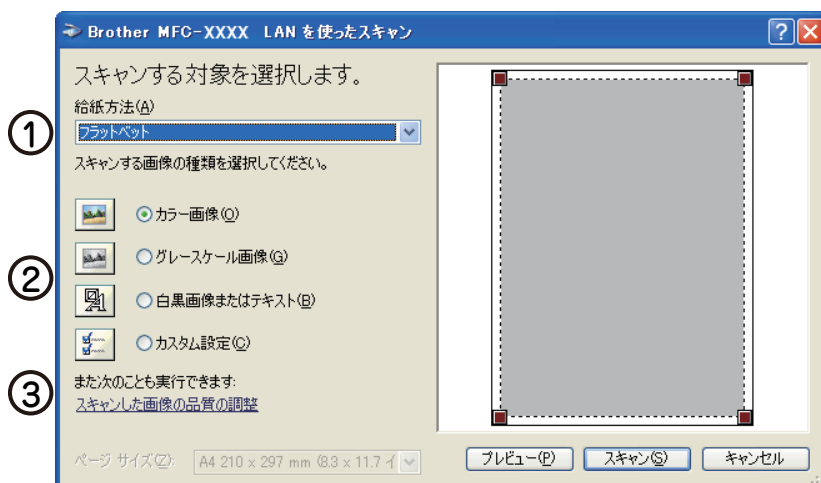 Brother MFC-XXXX LAN を使ったスキャン
スキャンする対象を選択します。
給紙方法(A)
① フラットベット
スキャンする画像の種類を選択してください。
カラー画像(O)
グレースケール画像(G)
②
白黒画像またはテキスト(B)
カスタム設定(C)
③ また次のことも実行できます:
スキャンした画像の品質の調整
ページ サイズ(Z): A4 210 x 297 mm (8.3 x 11.7 イ
プレビュー(P) スキャン(S) キャンセル